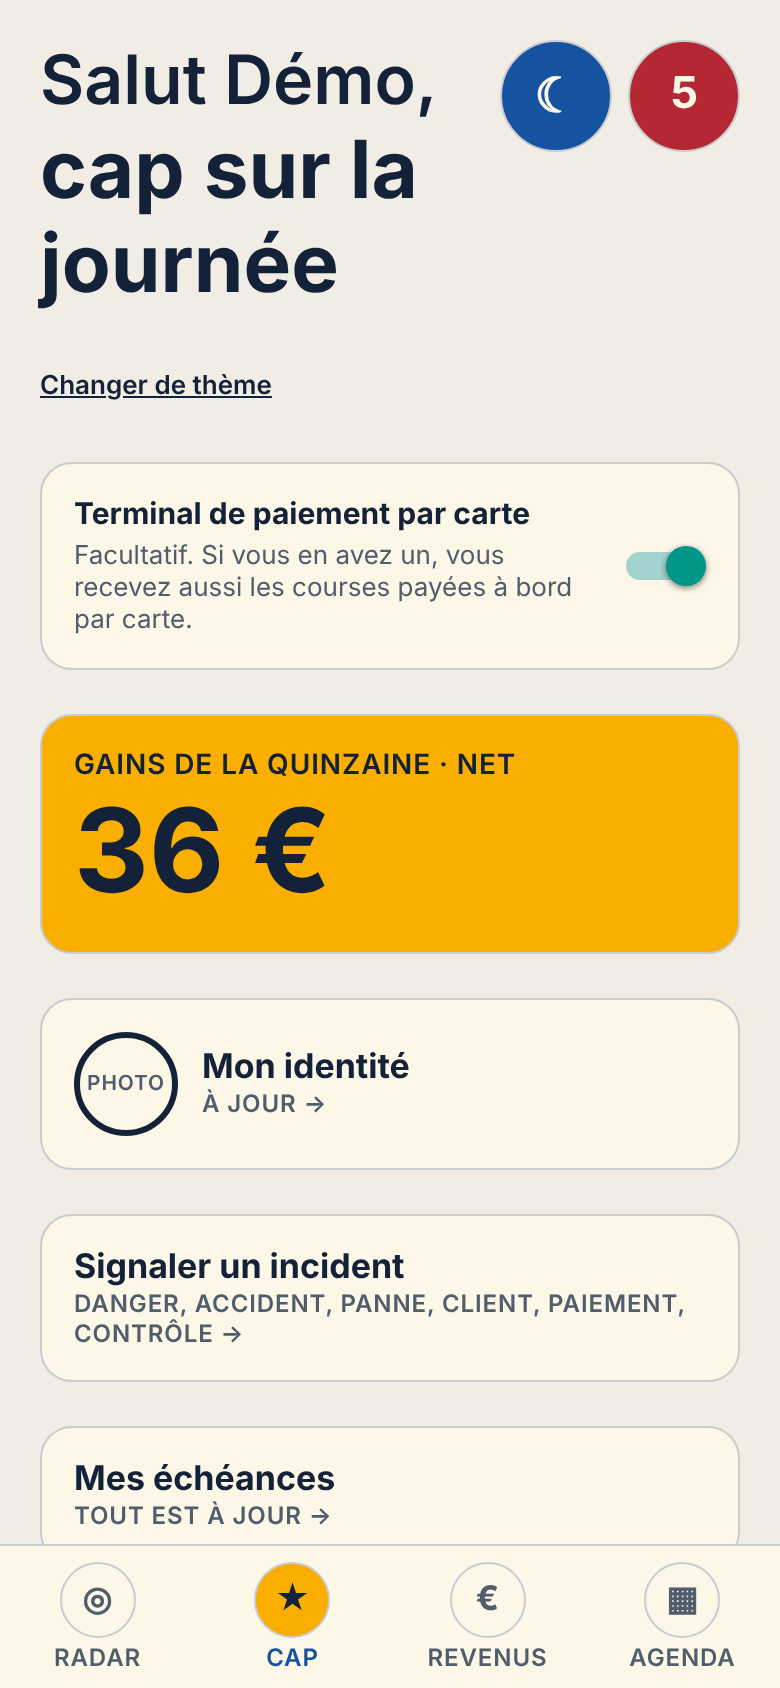 Salut Démo,
cap sur la
journée
☾
5
Changer de thème
Terminal de paiement par carte
Facultatif. Si vous en avez un, vous
recevez aussi les courses payées à bord
par carte.
GAINS DE LA QUINZAINE · NET
36 €
PHOTO
Mon identité
À JOUR →
Signaler un incident
DANGER, ACCIDENT, PANNE, CLIENT, PAIEMENT,
CONTRÔLE →
Mes échéances
TOUT EST À JOUR →
◎ ★ € ▦
RADAR CAP REVENUS AGENDA